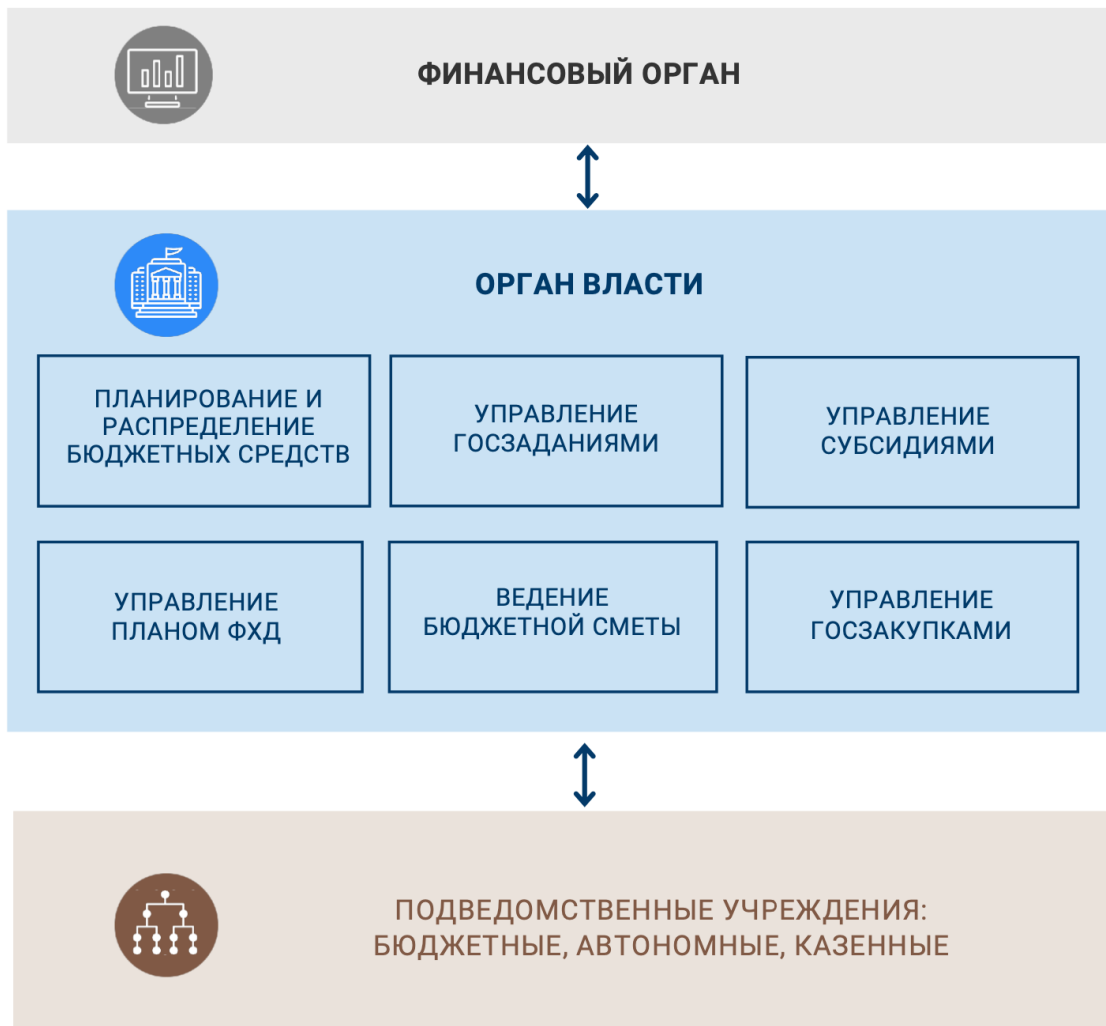 ФИНАНСОВЫЙ ОРГАН
ОРГАН ВЛАСТИ
ПЛАНИРОВАНИЕ И
РАСПРЕДЕЛЕНИЕ
БЮДЖЕТНЫХ СРЕДСТВ
УПРАВЛЕНИЕ
ГОСЗАДАНИЯМИ
УПРАВЛЕНИЕ
СУБСИДИЯМИ
УПРАВЛЕНИЕ
ПЛАНОМ ФХД
ВЕДЕНИЕ
БЮДЖЕТНОЙ СМЕТЫ
УПРАВЛЕНИЕ
ГОСЗАКУПКАМИ
ПОДВЕДОМСТВЕННЫЕ УЧРЕЖДЕНИЯ:
БЮДЖЕТНЫЕ, АВТОНОМНЫЕ, КАЗЕННЫЕ